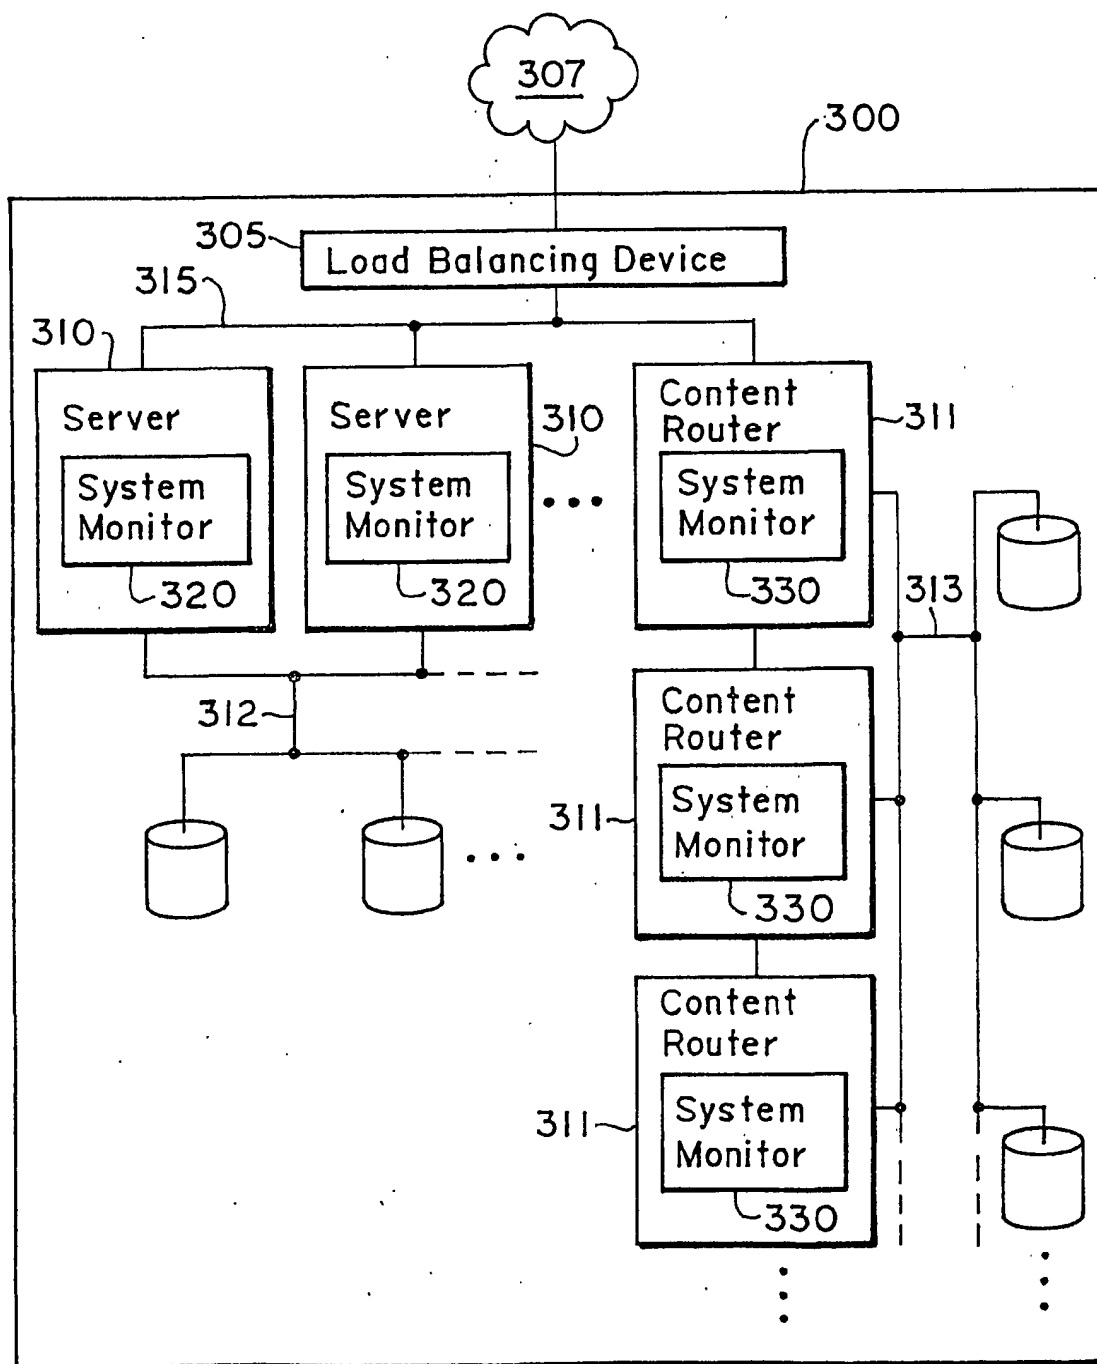 307
300
305
Load Balancing Device
315
310
Server
System
Monitor
320
Server
System
Monitor
320
310
Content
Router
System
Monitor
330
311
313
312
Content
Router
System
Monitor
330
311
Content
Router
System
Monitor
330
311